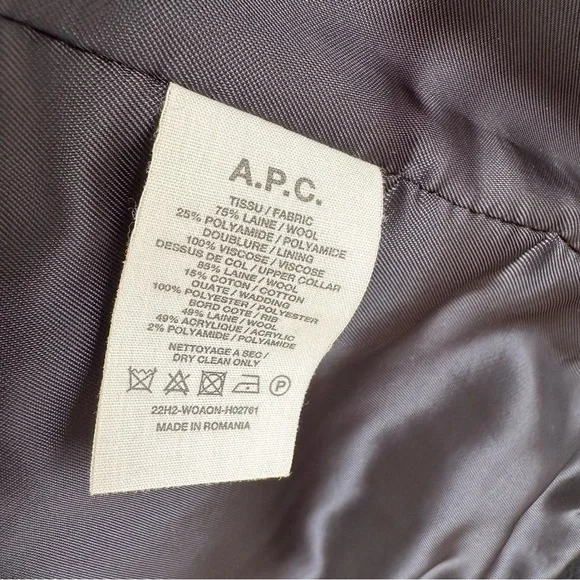 A.P.C.
TISSU / FABRIC
75% LAINE / WOOL
25% POLYAMIDE / POLYAMIDE
DOUBLURE / LINING
100% VISCOSE / VISCOSE
DESSUS DE COL / UPPER COLLAR
85% LAINE / WOOL
15% COTON / COTTON
OUATE / WADDING
100% POLYESTER / POLYESTER
BORD COTE / RIB
49% LAINE / WOOL
49% ACRYLIQUE / ACRYLIC
2% POLYAMIDE / POLYAMIDE
NETTOYAGE A SEC /
DRY CLEAN ONLY
P
22H2-WOAON-H02761
MADE IN ROMANIA